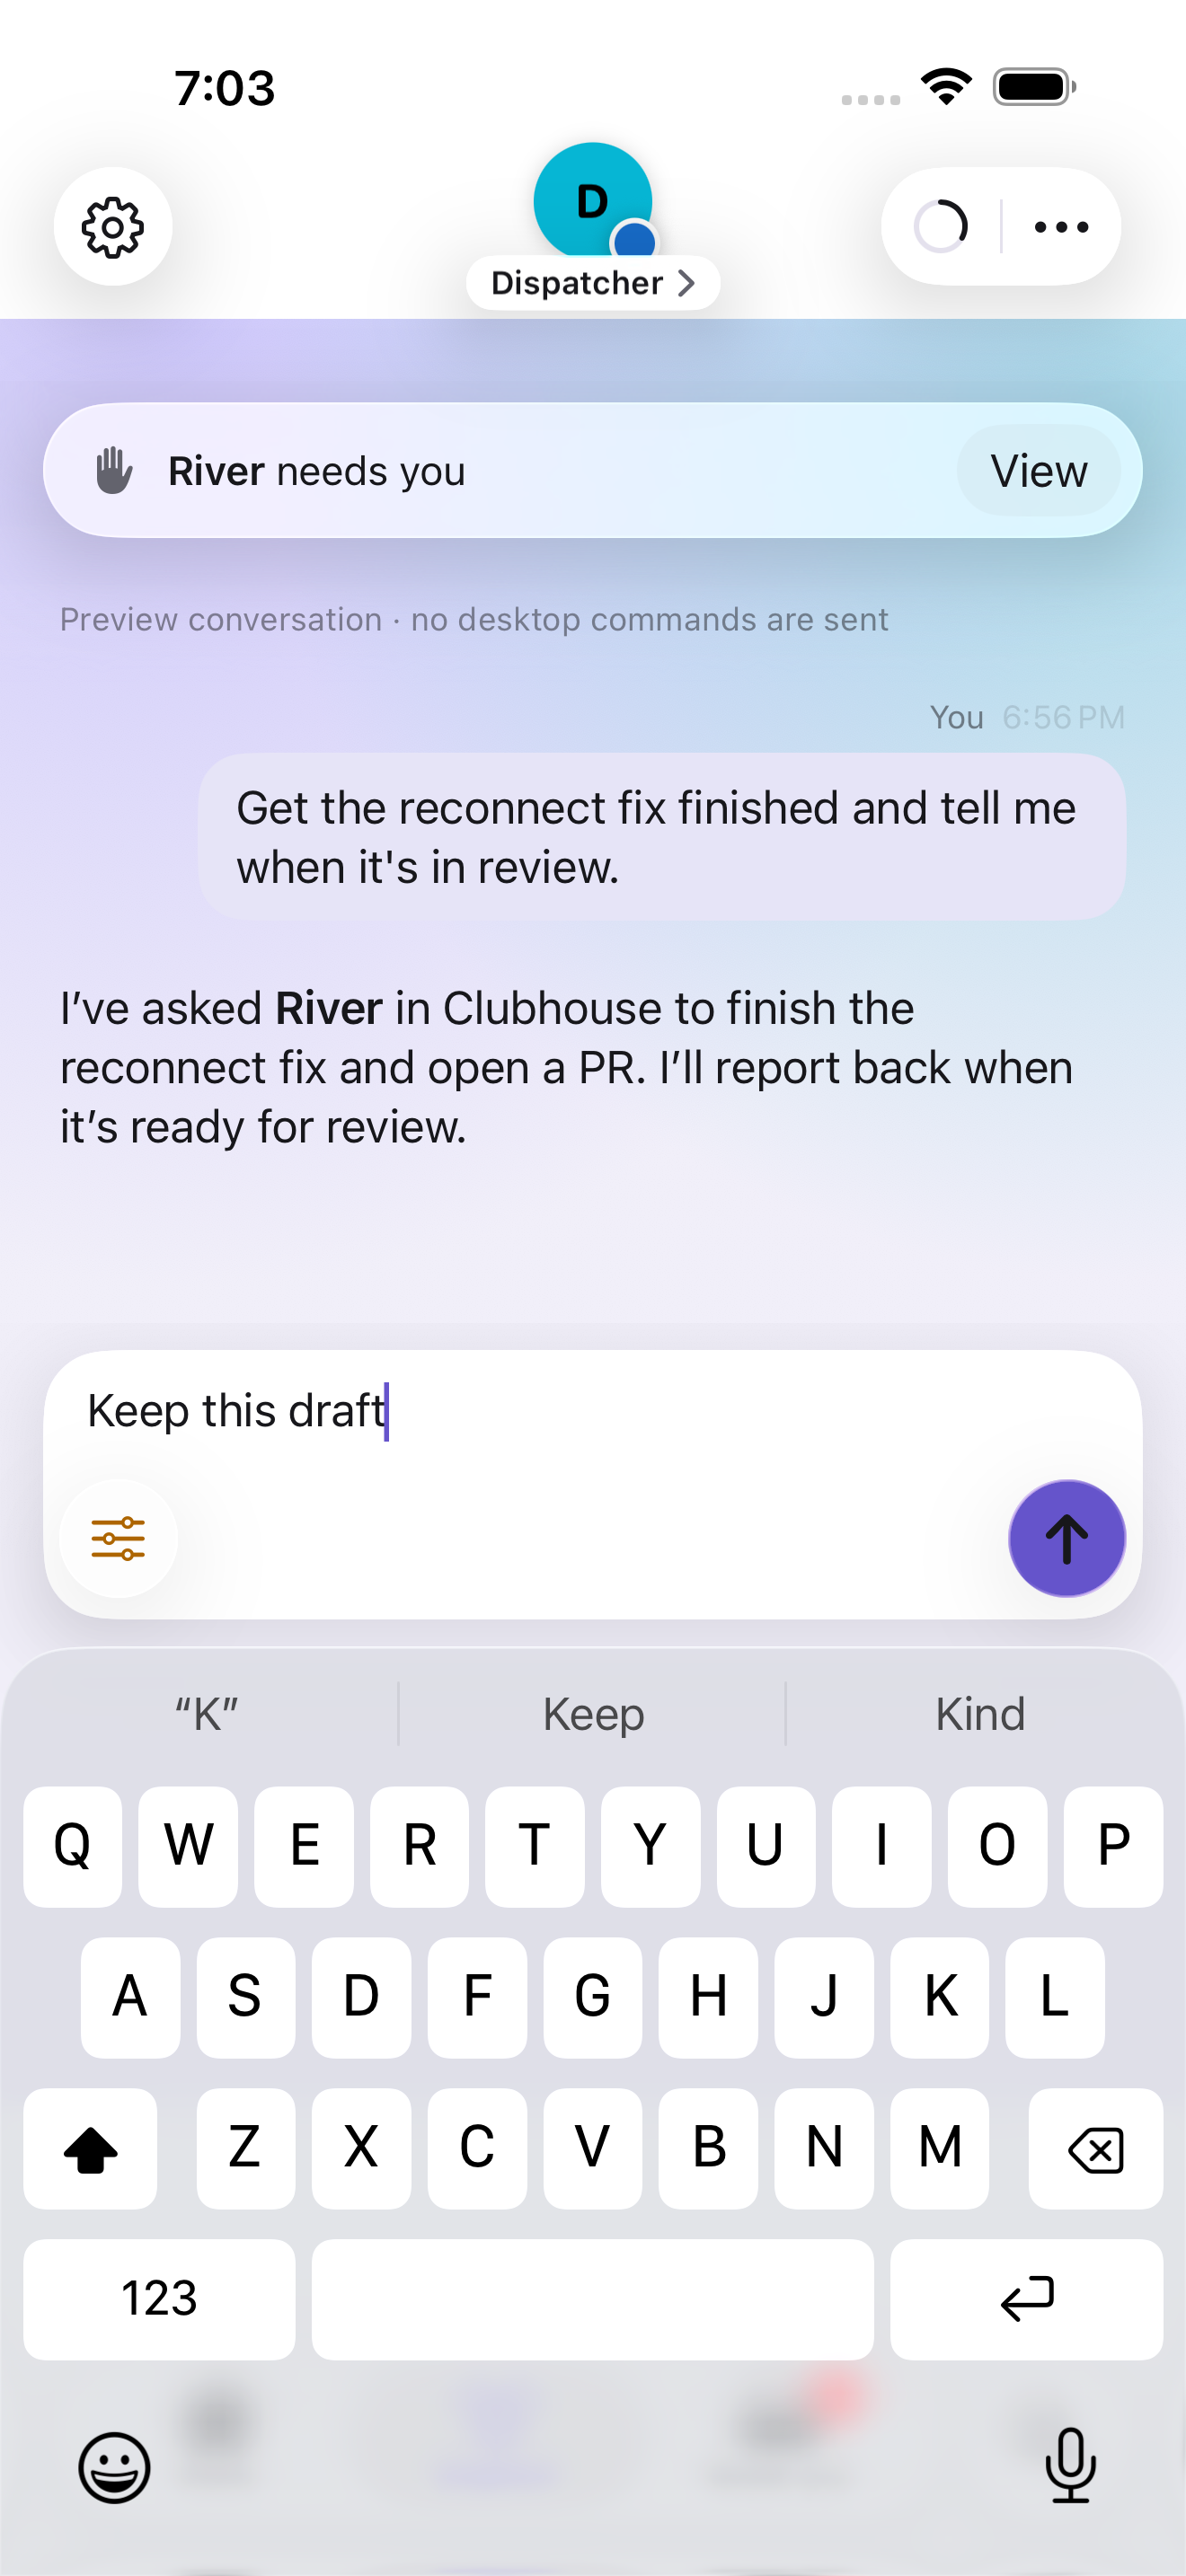 7:03
D
Dispatcher
River needs you
View
Preview conversation · no desktop commands are sent
You 6:56 PM
Get the reconnect fix finished and tell me
when it's in review.
I’ve asked River in Clubhouse to finish the
reconnect fix and open a PR. I’ll report back when
it’s ready for review.
Keep this draft
“K” Keep Kind
Q W E R T Y U I O P
A S D F G H J K L
Z X C V B N M
123